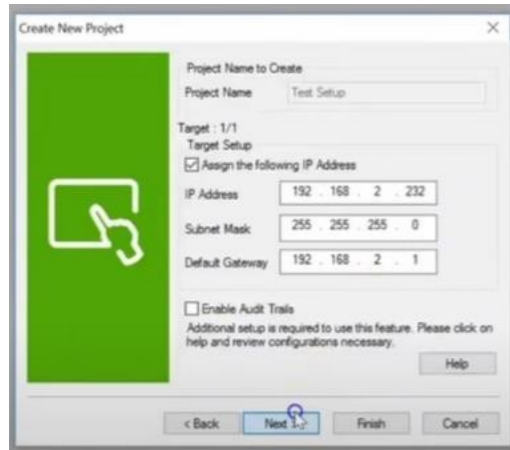 Create New Project
Project Name to Create
Project Name Test Setup
Target : 1/1
Target Setup
Assign the following IP Address
IP Address 192 . 168 . 2 . 232
Subnet Mask 255 . 255 . 255 . 0
Default Gateway 192 . 168 . 2 . 1
Enable Audit Trails
Additional setup is required to use this feature. Please click on
help and review configurations necessary.
Help
< Back Next > Finish Cancel